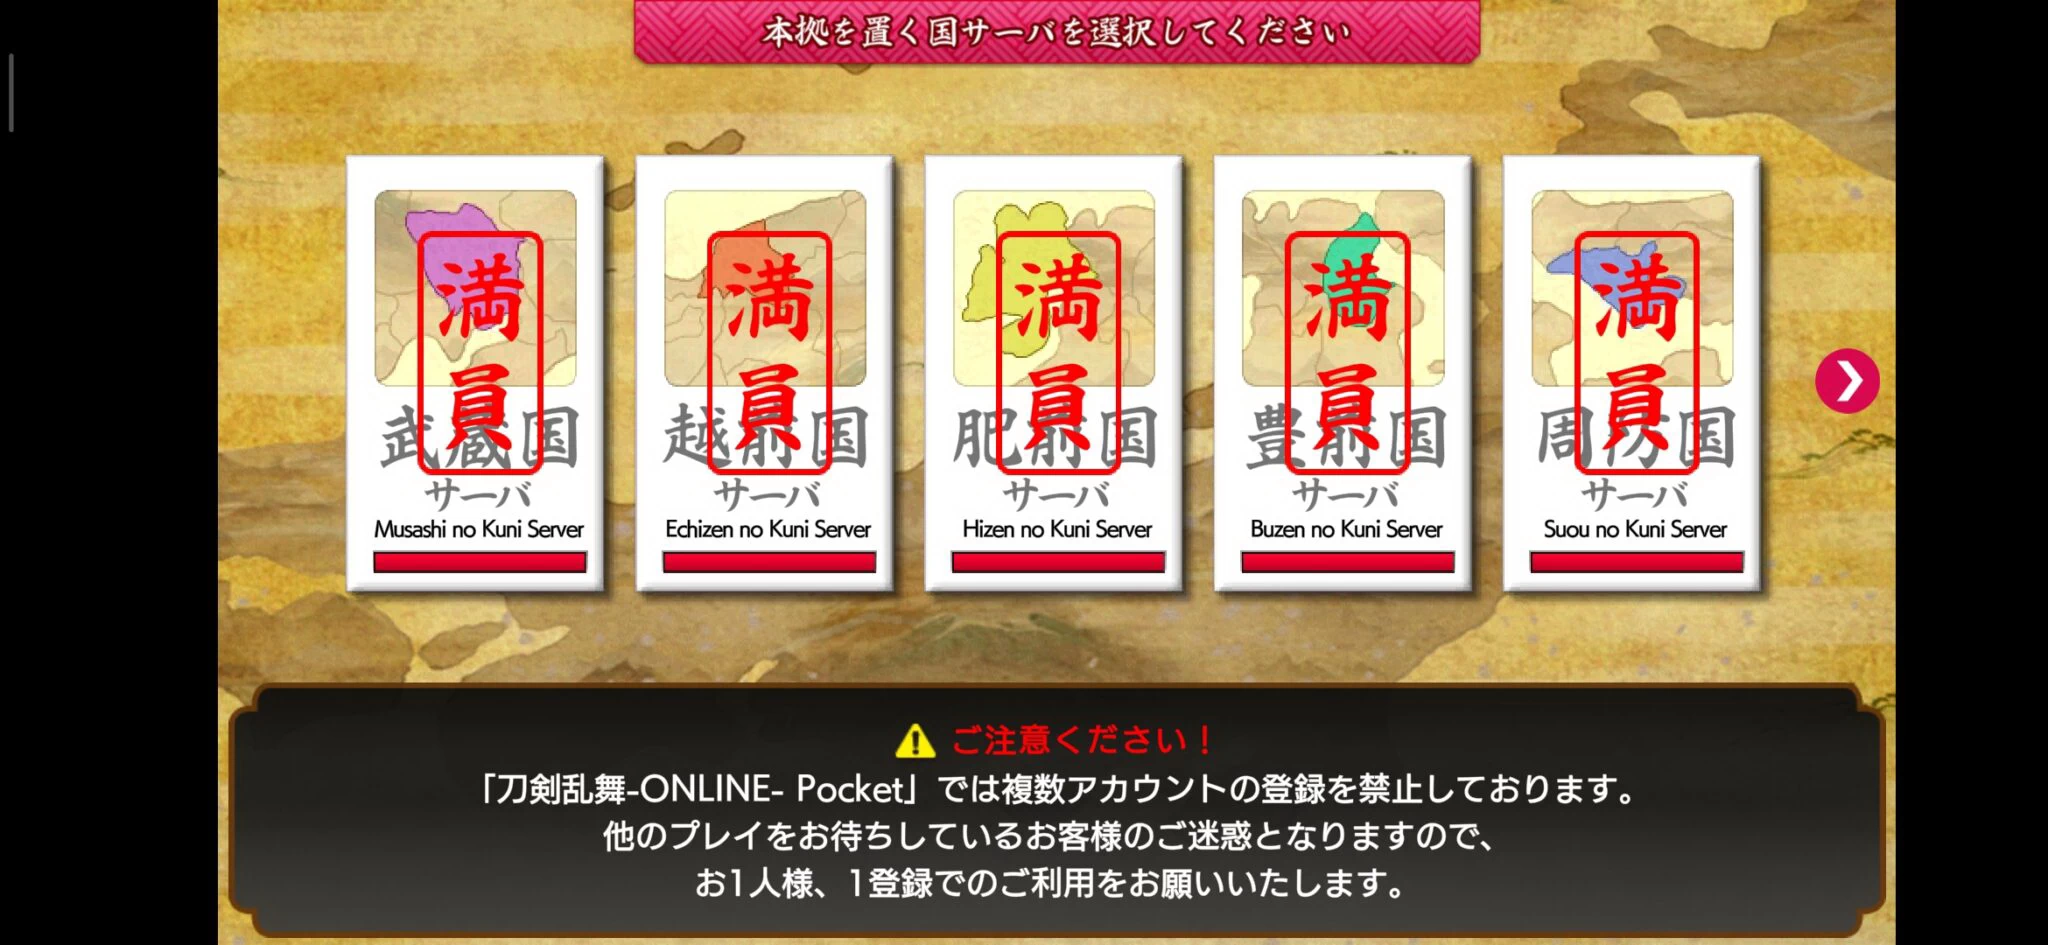 本拠を置く国サーバを選択してください
満員
武蔵国
サーバ
Musashi no Kuni Server
満員
越前国
サーバ
Echizen no Kuni Server
満員
肥前国
サーバ
Hizen no Kuni Server
満員
豊前国
サーバ
Buzen no Kuni Server
満員
周防国
サーバ
Suou no Kuni Server
ご注意ください！
「刀剣乱舞-ONLINE- Pocket」では複数アカウントの登録を禁止しております。
他のプレイをお待ちしているお客様のご迷惑となりますので、
お1人様、1登録でのご利用をお願いいたします。